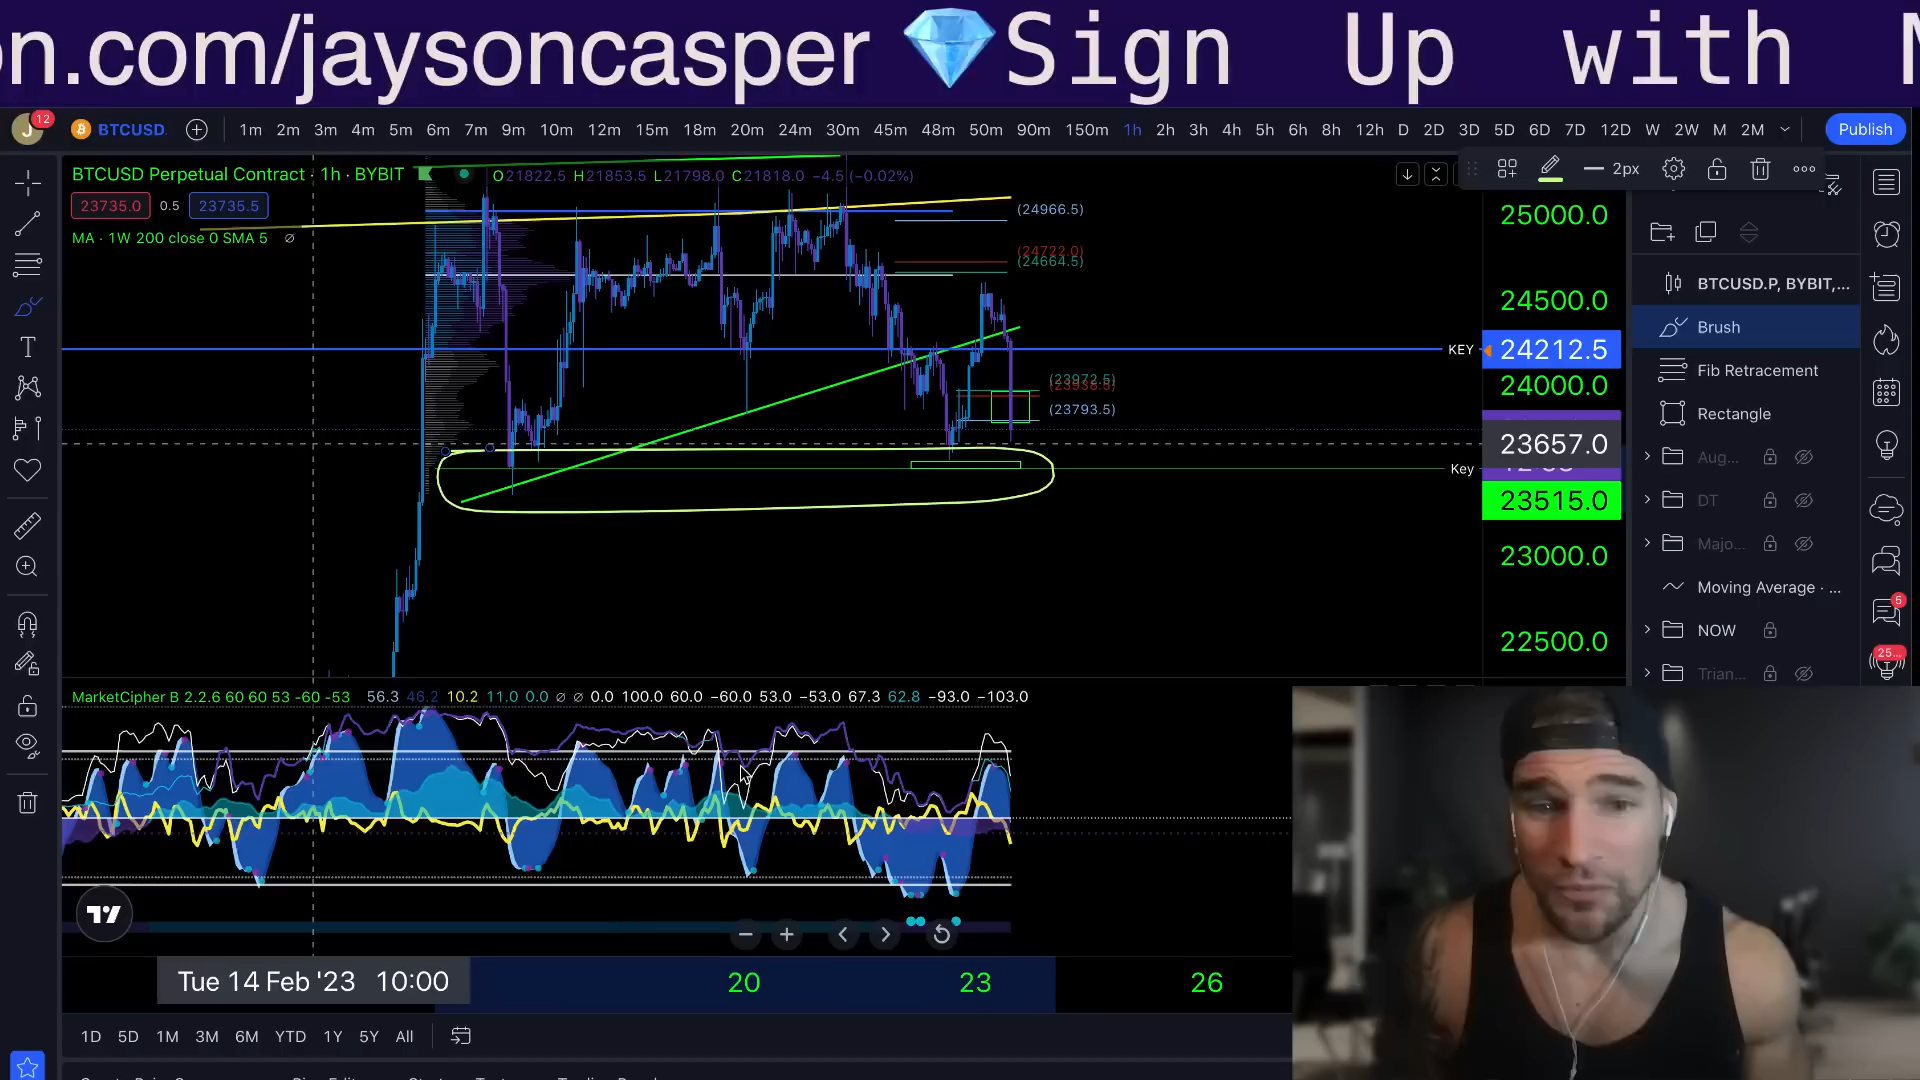 on.com/jaysoncasper 💎Sign Up with
J 12 BTCUSD 1m 2m 3m 4m 5m 6m 7m 9m 10m 12m 15m 18m 20m 24m 30m 45m 48m 50m 90m 150m 1h 2h 3h 4h 5h 6h 8h 12h D 2D 3D 5D 6D 7D 12D W 2W M 2M Publish
BTCUSD Perpetual Contract · 1h · BYBIT O21822.5 H21853.5 L21798.0 C21818.0 −4.5 (−0.02%)
2px
23735.0 0.5 23735.5
MA · 1W 200 close 0 SMA 5 ∅
(24966.5)
(24722.0)
(24664.5)
(23972.5)
(23793.5)
25000.0
24500.0
KEY 24212.5
24000.0
23657.0
Key
23515.0
23000.0
22500.0
BTCUSD.P, BYBIT,...
Brush
Fib Retracement
Rectangle
Aug...
DT
Majo...
Moving Average · ...
NOW
Trian...
5
25...
MarketCipher B 2.2.6 60 60 53 -60 -53 56.3 46.2 10.2 11.0 0.0 ∅ ∅ 0.0 100.0 60.0 −60.0 53.0 −53.0 67.3 62.8 −93.0 −103.0
Tue 14 Feb '23 10:00 20 23 26
1D 5D 1M 3M 6M YTD 1Y 5Y All